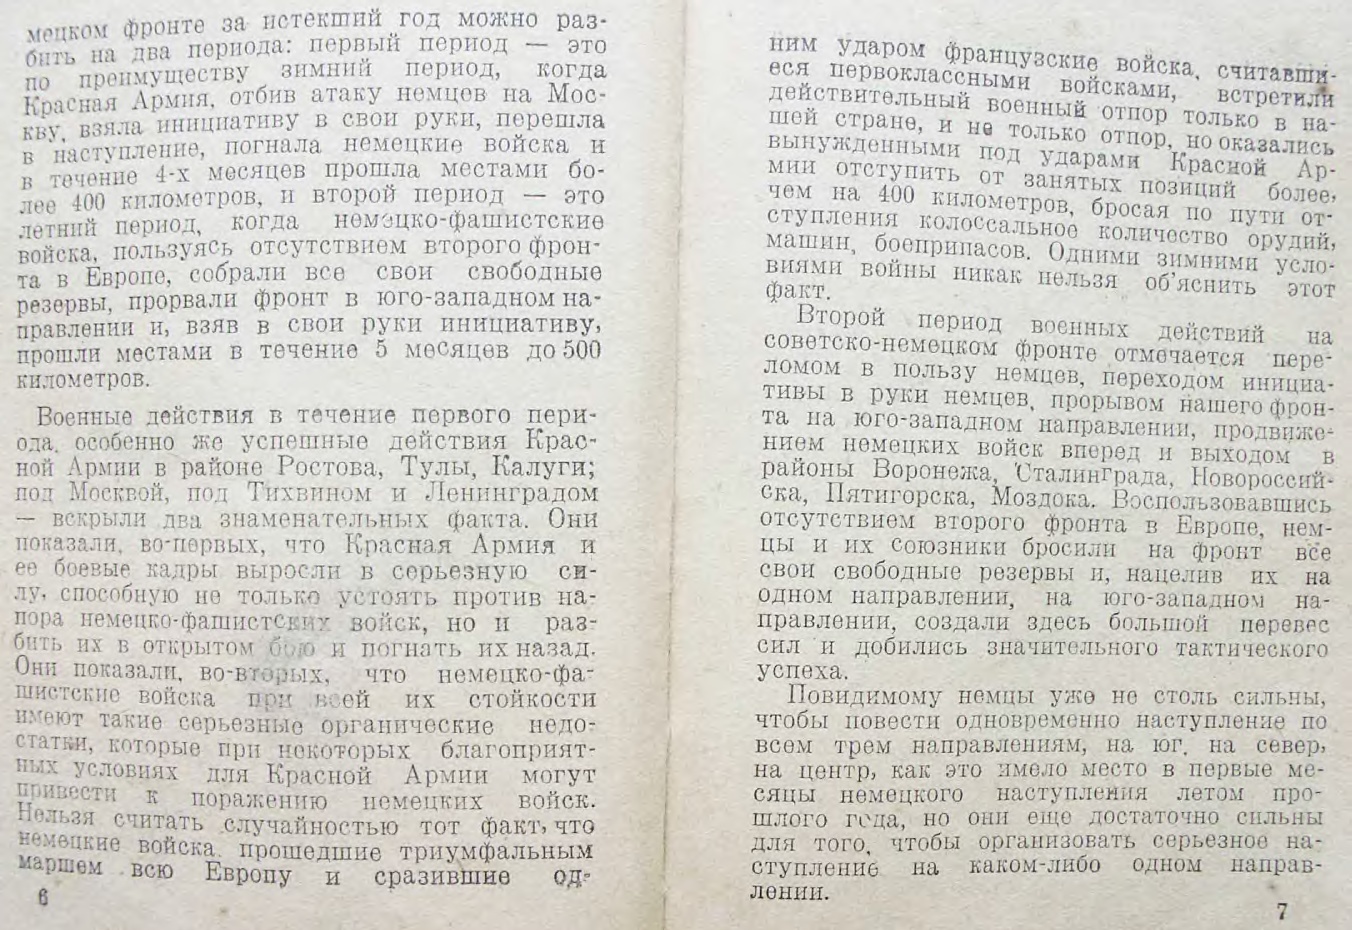 мецком фронте за истекший год можно раз-
бить на два периода: первый период — это
по преимуществу зимний период, когда
Красная Армия, отбив атаку немцев на Мос-
кву, взяла инициативу в свои руки, перешла
в наступление, погнала немецкие войска и
в течение 4-х месяцев прошла местами бо-
лее 400 километров, и второй период — это
летний период, когда немецко-фашистские
войска, пользуясь отсутствием второго фрон-
та в Европе, собрали все свои свободные
резервы, прорвали фронт в юго-западном на-
правлении и, взяв в свои руки инициативу,
прошли местами в течение 5 месяцев до 500
километров.
Военные действия в течение первого пери-
ода, особенно же успешные действия Крас-
ной Армии в районе Ростова, Тулы, Калуги;
под Москвой, под Тихвином и Ленинградом
— вскрыли два знаменательных факта. Они
показали, во-первых, что Красная Армия и
ее боевые кадры выросли в серьезную си-
лу, способную не только устоять против на-
пора немецко-фашистских войск, но и раз-
бить их в открытом бою и погнать их назад.
Они показали, во-вторых, что немецко-фа-
шистские войска при всей их стойкости
имеют такие серьезные органические недо-
статки, которые при некоторых благоприят-
ных условиях для Красной Армии могут
привести к поражению немецких войск.
Нельзя считать случайностью тот факт, что
немецкие войска, прошедшие триумфальным
маршем всю Европу и сразившие од-
6
ним ударом французские войска, считавши-
еся первоклассными войсками, встретили
действительный военный отпор только в на-
шей стране, и не только отпор, но оказались
вынужденными под ударами Красной Ар-
мии отступить от занятых позиций более,
чем на 400 километров, бросая по пути от-
ступления колоссальное количество орудий,
машин, боеприпасов. Одними зимними усло-
виями войны никак нельзя об'яснить этот
факт.
Второй период военных действий на
советско-немецком фронте отмечается пере-
ломом в пользу немцев, переходом инициа-
тивы в руки немцев, прорывом нашего фрон-
та на юго-западном направлении, продвиже-
нием немецких войск вперед и выходом в
районы Воронежа, Сталинграда, Новороссий-
ска, Пятигорска, Моздока. Воспользовавшись
отсутствием второго фронта в Европе, нем-
цы и их союзники бросили на фронт все
свои свободные резервы и, нацелив их на
одном направлении, на юго-западном на-
правлении, создали здесь большой перевес
сил и добились значительного тактического
успеха.
Повидимому немцы уже не столь сильны,
чтобы повести одновременно наступление по
всем трем направлениям, на юг, на север,
на центр, как это имело место в первые ме-
сяцы немецкого наступления летом про-
шлого года, но они еще достаточно сильны
для того, чтобы организовать серьезное на-
ступление на каком-либо одном направ-
лении.
7